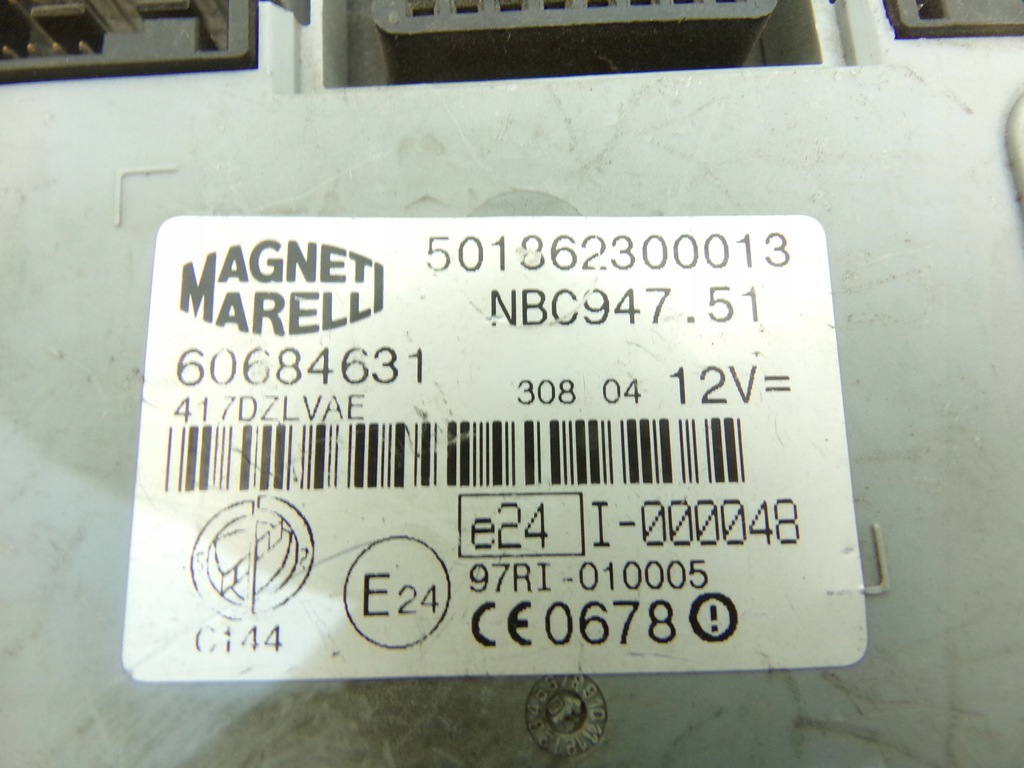 MAGNETI
MARELLI
501862300013
NBC947.51
60684631
308 04 12V=
417DZLVAE
e24 I-000048
E24
97RI-010005
C144
CE0678